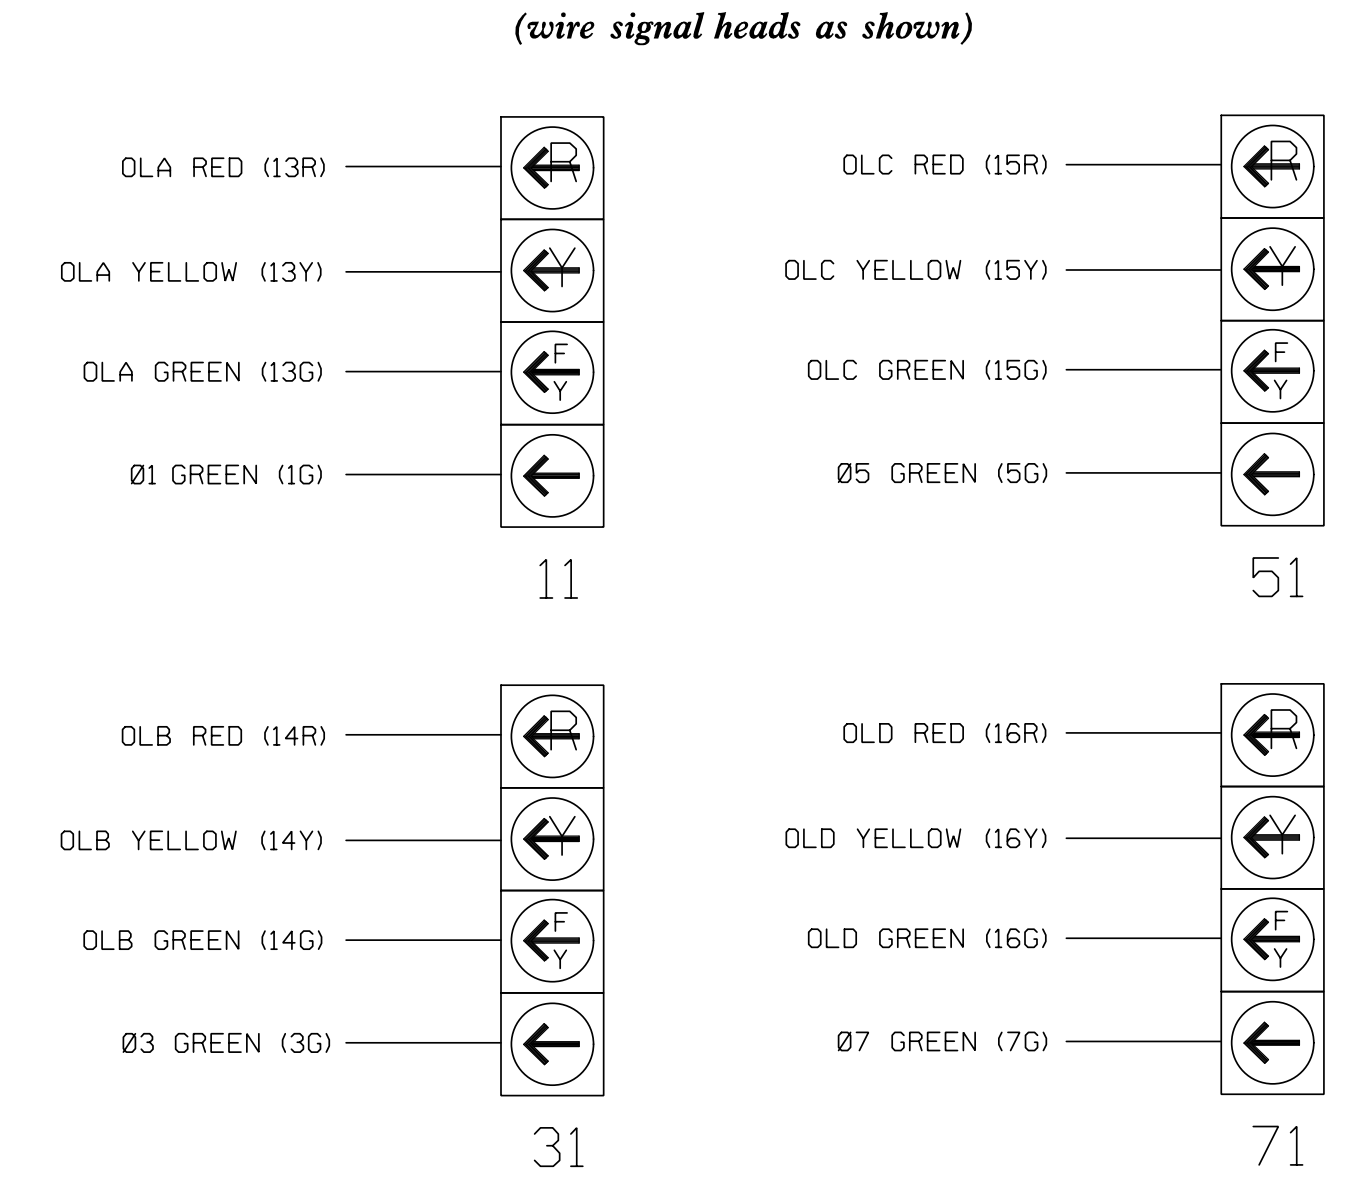 (wire signal heads as shown)
OLA RED (13R)
R
OLA YELLOW (13Y)
Y
OLA GREEN (13G)
F
Y
Ø1 GREEN (1G)
11
OLC RED (15R)
R
OLC YELLOW (15Y)
Y
OLC GREEN (15G)
F
Y
Ø5 GREEN (5G)
51
OLB RED (14R)
R
OLB YELLOW (14Y)
Y
OLB GREEN (14G)
F
Y
Ø3 GREEN (3G)
31
OLD RED (16R)
R
OLD YELLOW (16Y)
Y
OLD GREEN (16G)
F
Y
Ø7 GREEN (7G)
71